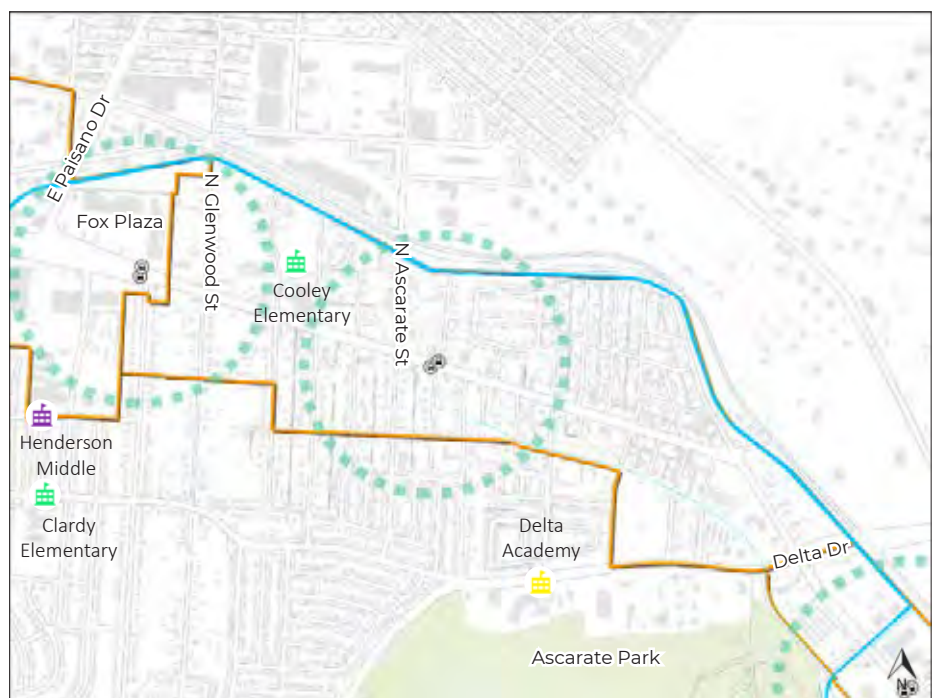 E Paisano Dr
Fox Plaza
N Glenwood St
Cooley
Elementary
N Ascarate St
Henderson
Middle
Clardy
Elementary
Delta
Academy
Delta Dr
Ascarate Park
N